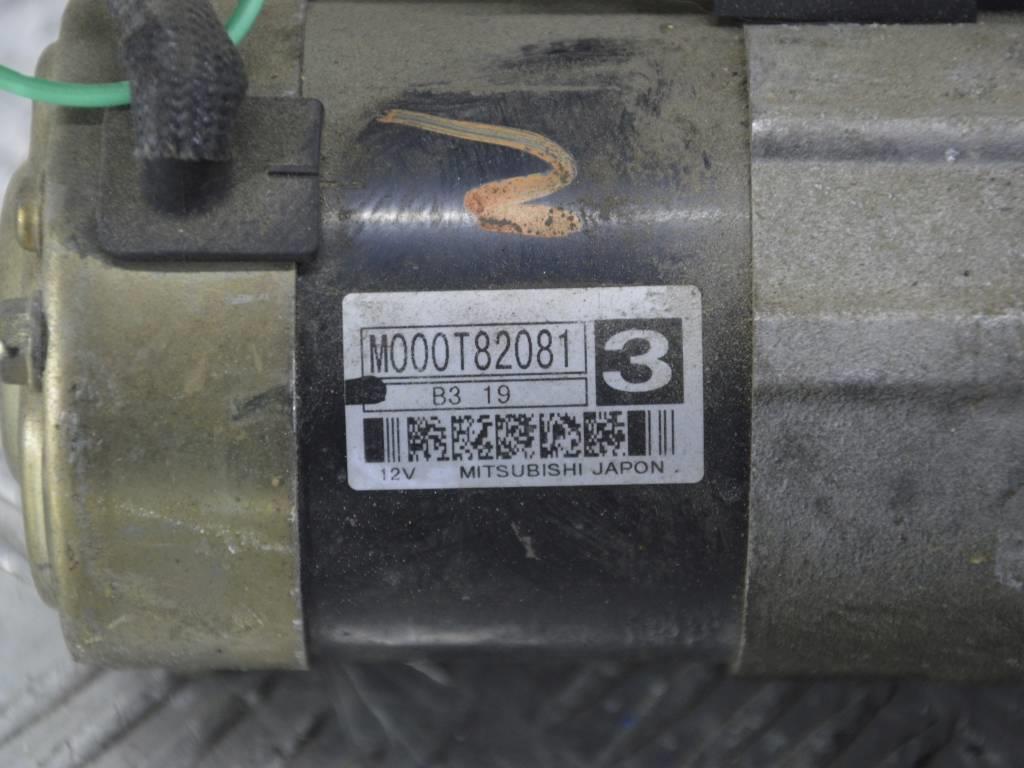 M000T82081
3
B3 19
12V MITSUBISHI JAPON